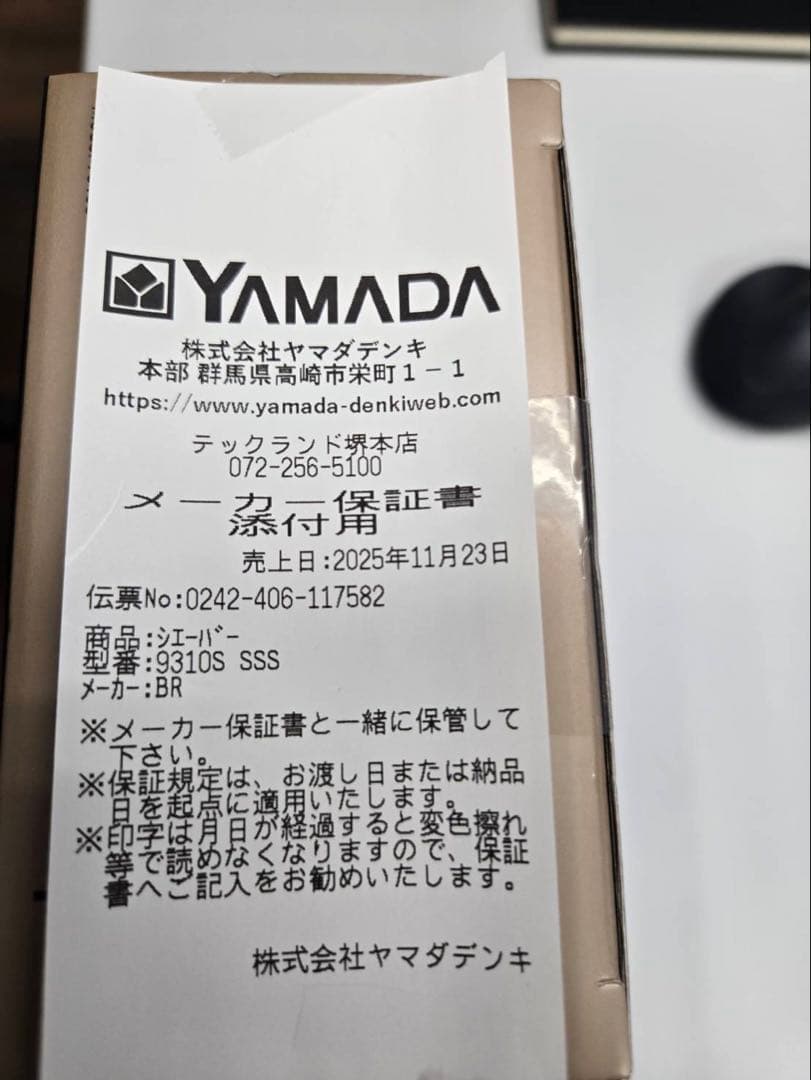 YAMADA
株式会社ヤマダデンキ
本部 群馬県高崎市栄町1-1
https://www.yamada-denkiweb.com
テックランド堺本店
072-256-5100
メーカー保証書
添付用
売上日:2025年11月23日
伝票No:0242-406-117582
商品:シエーバー
型番:9310S SSS
メーカー:BR
※メーカー保証書と一緒に保管して
下さい。
※保証規定は、お渡し日または納品
日を起点に適用いたします。
※印字は月日が経過すると変色擦れ
等で読めなくなりますので、保証
書へご記入をお勧めいたします。
株式会社ヤマダデンキ